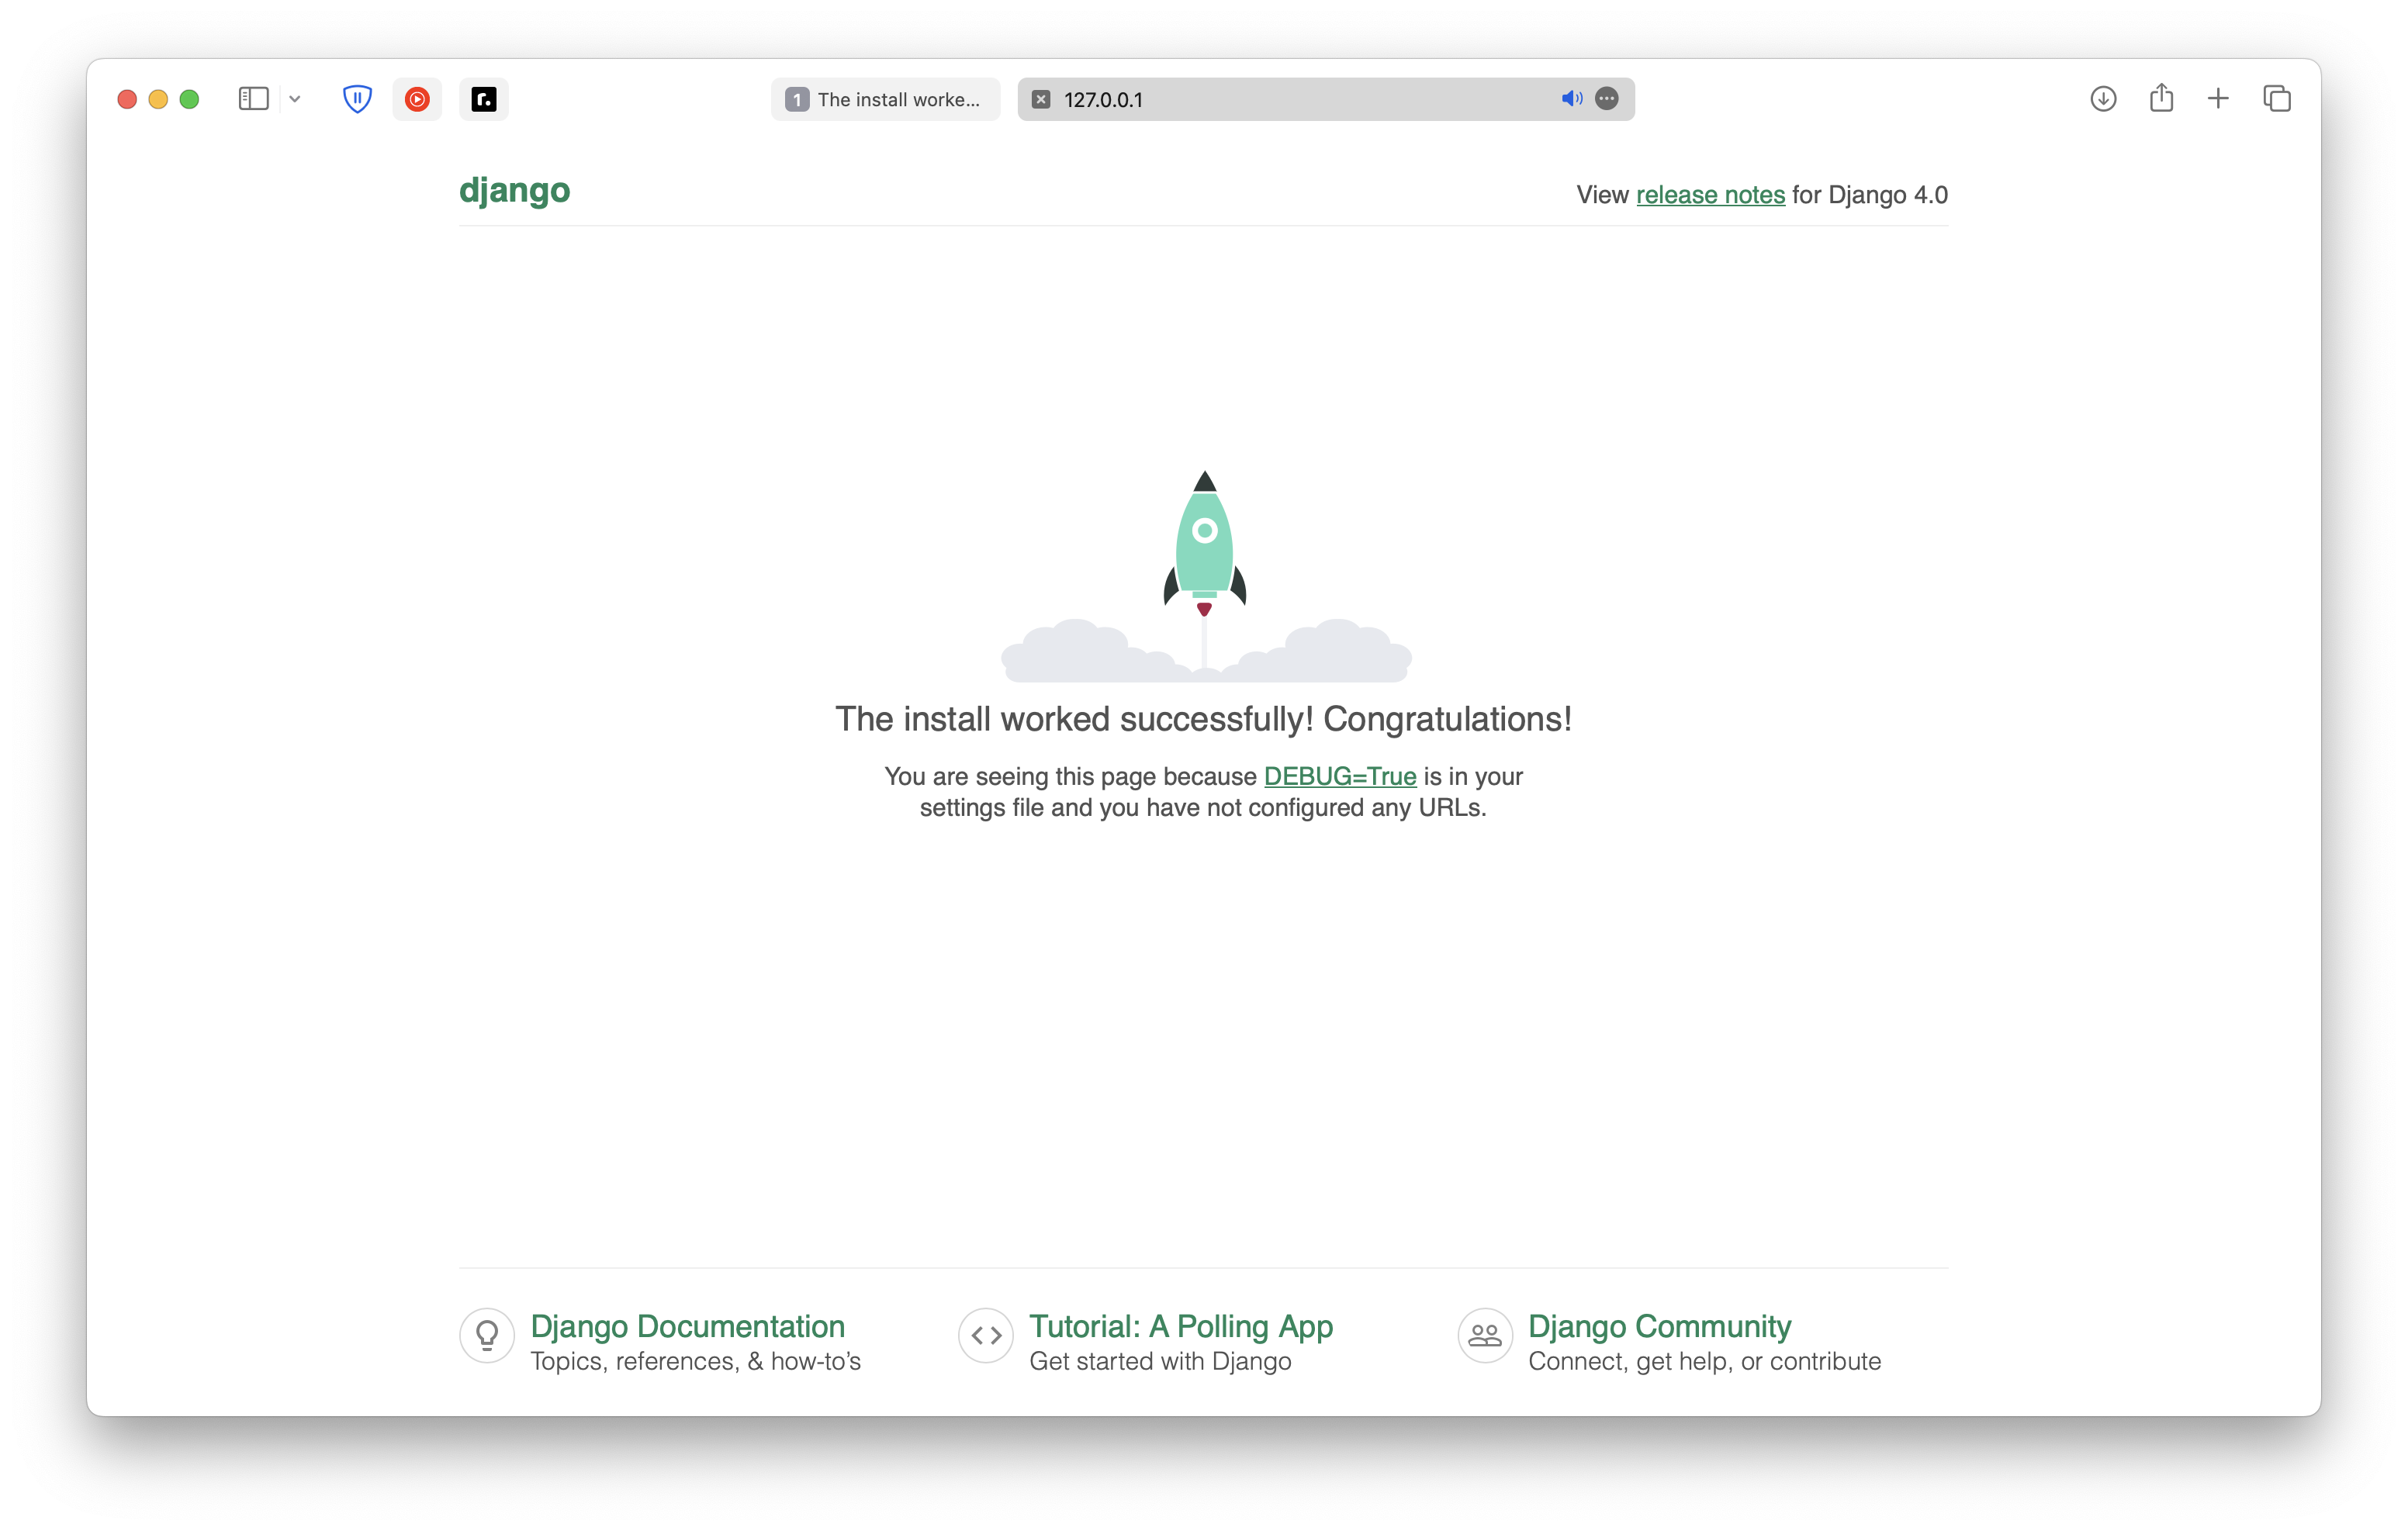 1 The install worke...
127.0.0.1
django
View release notes for Django 4.0
The install worked successfully! Congratulations!
You are seeing this page because DEBUG=True is in your
settings file and you have not configured any URLs.
Django Documentation
Topics, references, & how-to’s
Tutorial: A Polling App
Get started with Django
Django Community
Connect, get help, or contribute